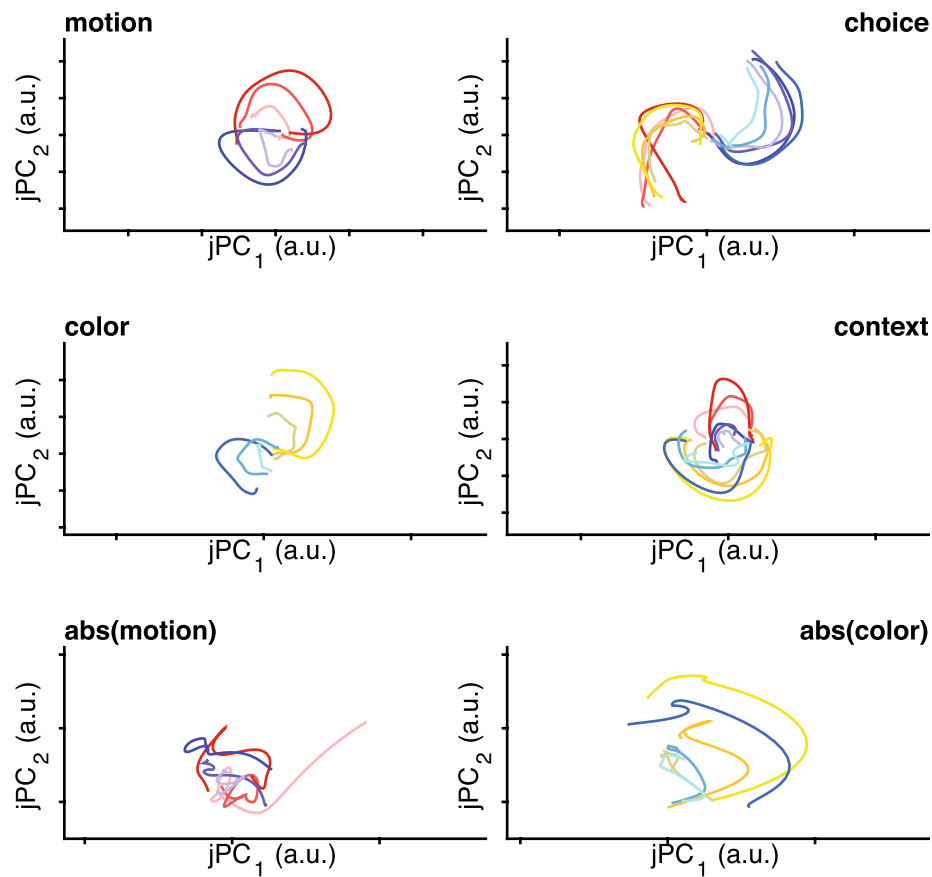 motion
choice
jPC2 (a.u.)
jPC2 (a.u.)
jPC1 (a.u.)
jPC1 (a.u.)
color
context
jPC2 (a.u.)
jPC2 (a.u.)
jPC1 (a.u.)
jPC1 (a.u.)
abs(motion)
abs(color)
jPC2 (a.u.)
jPC2 (a.u.)
jPC1 (a.u.)
jPC1 (a.u.)